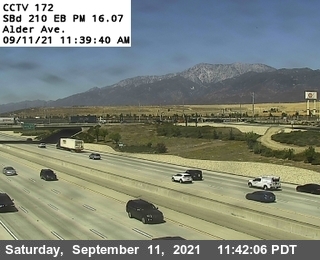 CCTV 172
SBd 210 EB PM 16.07
Alder Ave.
09/11/21 11:39:40 AM
Saturday, September 11, 2021 11:42:06 PDT